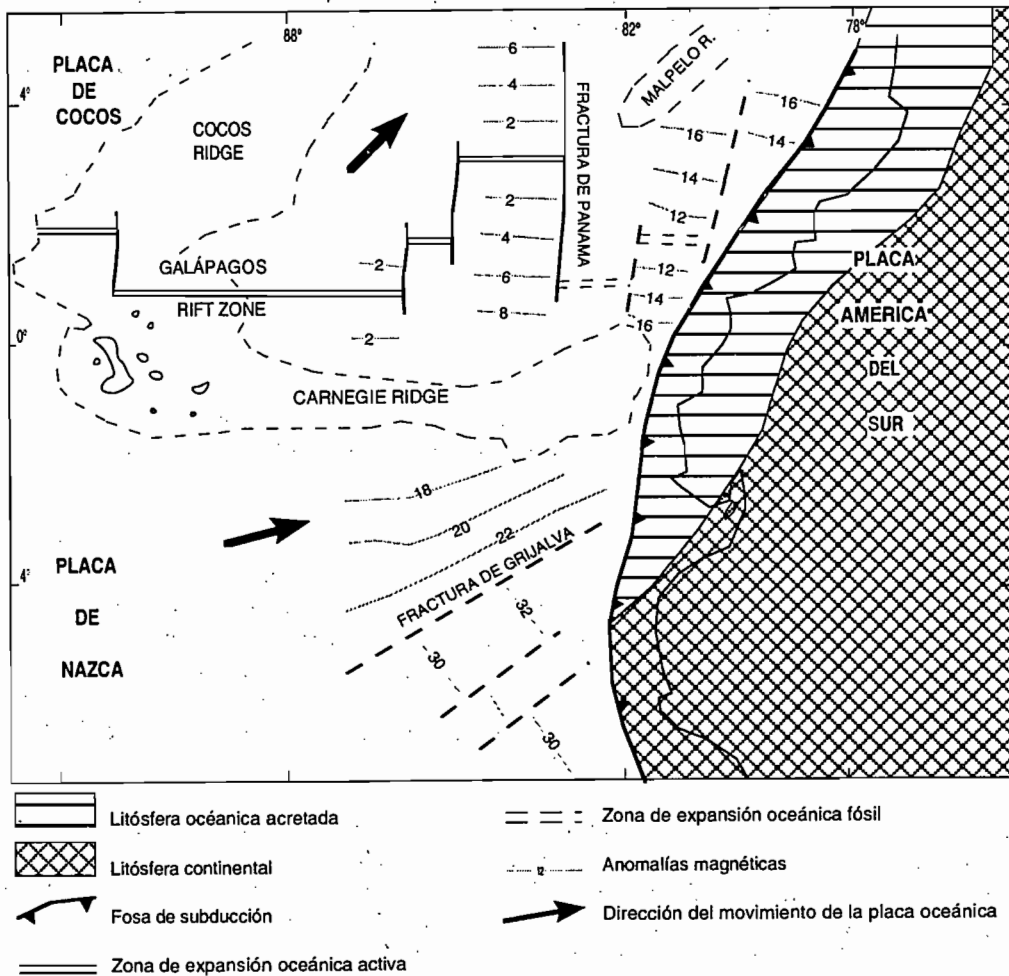 88°
82°
78°
4°
0°
4°
PLACA
DE
COCOS
COCOS
RIDGE
6
4
2
2
4
6
8
FRACTURA DE PANAMA
MALPELO R.
16
14
16
14
12
12
14
16
GALÁPAGOS
RIFT ZONE
2
2
CARNEGIE RIDGE
PLACA
AMERICA
DEL
SUR
18
20
22
FRACTURA DE GRIJALVA
32
30
30
PLACA
DE
NAZCA
Litósfera océanica acretada
Litósfera continental
Fosa de subducción
Zona de expansión oceánica activa
Zona de expansión oceánica fósil
12
Anomalías magnéticas
Dirección del movimiento de la placa oceánica